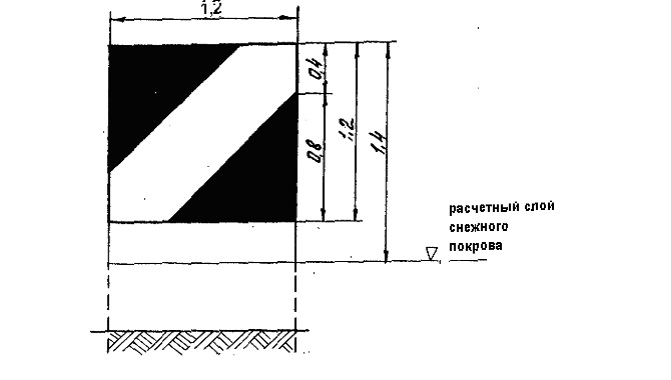 1,2
0,4
0,8
1,2
1,4
расчетный слой
снежного
покрова